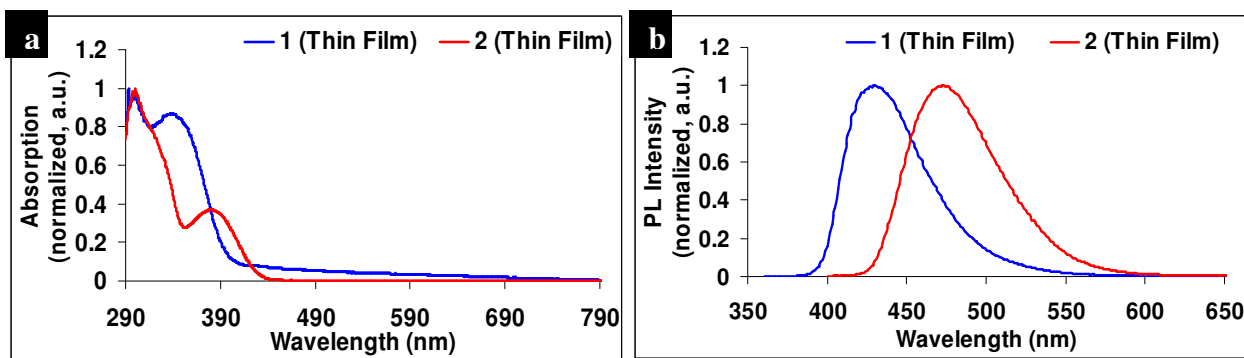 a
1 (Thin Film) 2 (Thin Film)
Absorption
(normalized, a.u.)
1.2
1
0.8
0.6
0.4
0.2
0
290 390 490 590 690 790
Wavelength (nm)
b
1 (Thin Film) 2 (Thin Film)
PL Intensity
(normalized, a.u.)
1.2
1
0.8
0.6
0.4
0.2
0
350 400 450 500 550 600 650
Wavelength (nm)